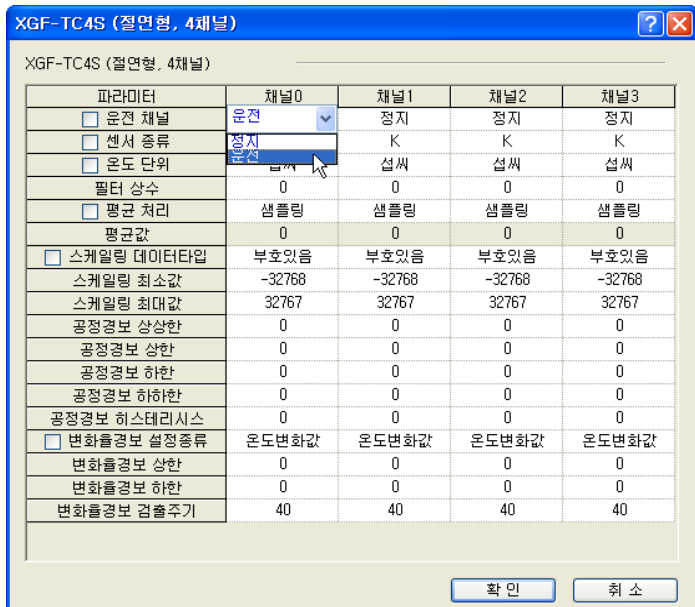 XGF-TC4S (절연형, 4채널)
XGF-TC4S (절연형, 4채널)
파라미터 채널0 채널1 채널2 채널3
운전 채널 운전 정지 정지 정지
정지
센서 종류 K K K
운전
온도 단위 섭씨 섭씨 섭씨 섭씨
필터 상수 0 0 0 0
평균 처리 샘플링 샘플링 샘플링 샘플링
평균값 0 0 0 0
스케일링 데이터타입 부호있음 부호있음 부호있음 부호있음
스케일링 최소값 -32768 -32768 -32768 -32768
스케일링 최대값 32767 32767 32767 32767
공정경보 상상한 0 0 0 0
공정경보 상한 0 0 0 0
공정경보 하한 0 0 0 0
공정경보 하하한 0 0 0 0
공정경보 히스테리시스 0 0 0 0
변화율경보 설정종류 온도변화값 온도변화값 온도변화값 온도변화값
변화율경보 상한 0 0 0 0
변화율경보 하한 0 0 0 0
변화율경보 검출주기 40 40 40 40
확인 취소